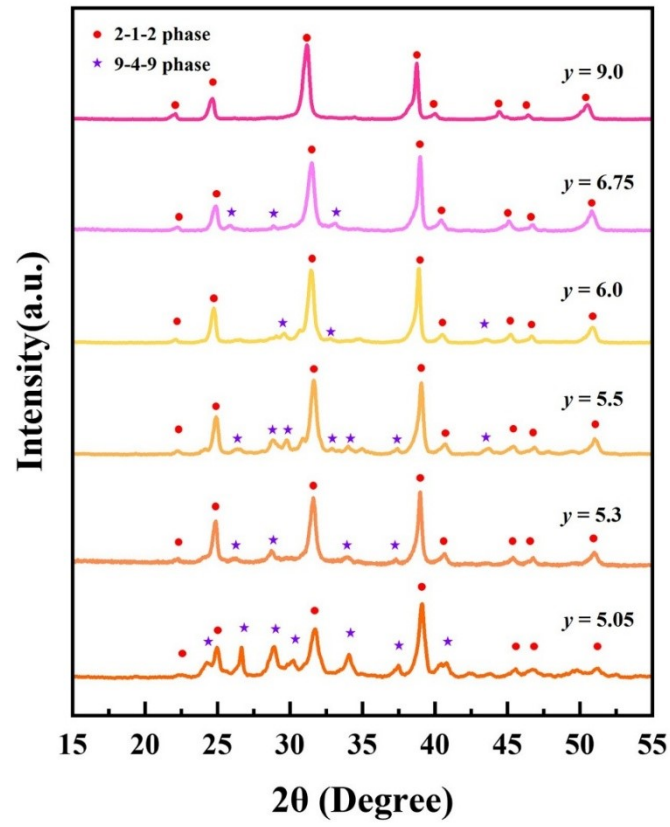 2-1-2 phase
9-4-9 phase
y = 9.0
y = 6.75
y = 6.0
y = 5.5
y = 5.3
y = 5.05
Intensity(a.u.)
15 20 25 30 35 40 45 50 55
2θ (Degree)